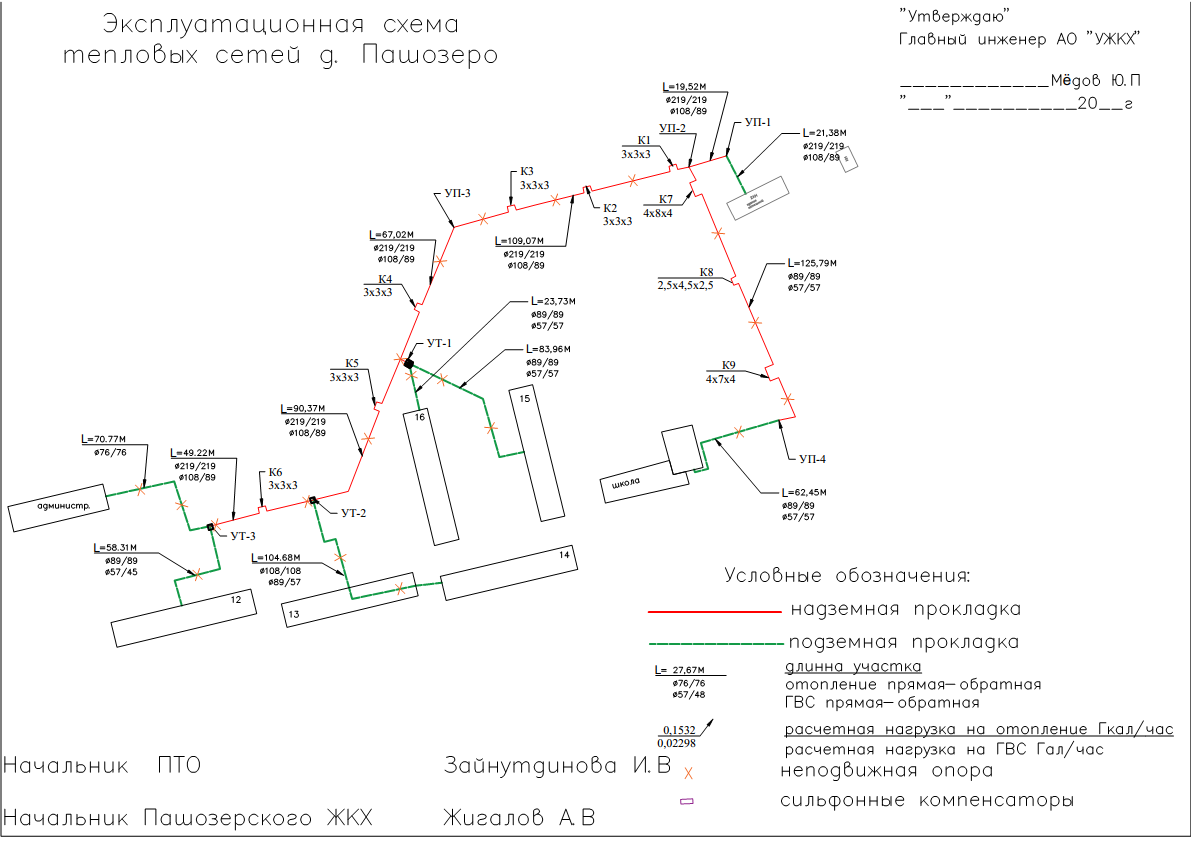 Эксплуатационная схема
тепловых сетей д. Пашозеро
"Утверждаю"
Главный инженер АО "УЖКХ"
____________Мёдов Ю.П
"___"__________20__г
L=19,52м
ø219/219
ø108/89
УП-1
УП-2
L=21,38м
ø219/219
ø108/89
К1
3х3х3
К3
3х3х3
УП-3
К2
3х3х3
К7
4х8х4
L=67,02м
ø219/219
ø108/89
L=109,07м
ø219/219
ø108/89
К4
3х3х3
К8
2,5х4,5х2,5
L=125,79м
ø89/89
ø57/57
L=23,73м
ø89/89
ø57/57
УТ-1
L=83,96м
ø89/89
ø57/57
К5
3х3х3
К9
4х7х4
15
16
L=90,37м
ø219/219
ø108/89
L=70.77м
ø76/76
L=49.22м
ø219/219
ø108/89
К6
3х3х3
УП-4
школа
L=62,45м
ø89/89
ø57/57
администр.
УТ-2
УТ-3
L=58.31м
ø89/89
ø57/45
L=104.68м
ø108/108
ø89/57
14
12
13
Условные обозначения:
надземная прокладка
подземная прокладка
L= 27,67м
ø76/76
ø57/48
длинна участка
отопление прямая-обратная
ГВС прямая-обратная
0,1532
0,02298
расчетная нагрузка на отопление Гкал/час
расчетная нагрузка на ГВС Гал/час
неподвижная опора
сильфонные компенсаторы
Начальник ПТО Зайнутдинова И.В
Начальник Пашозерского ЖКХ Жигалов А.В